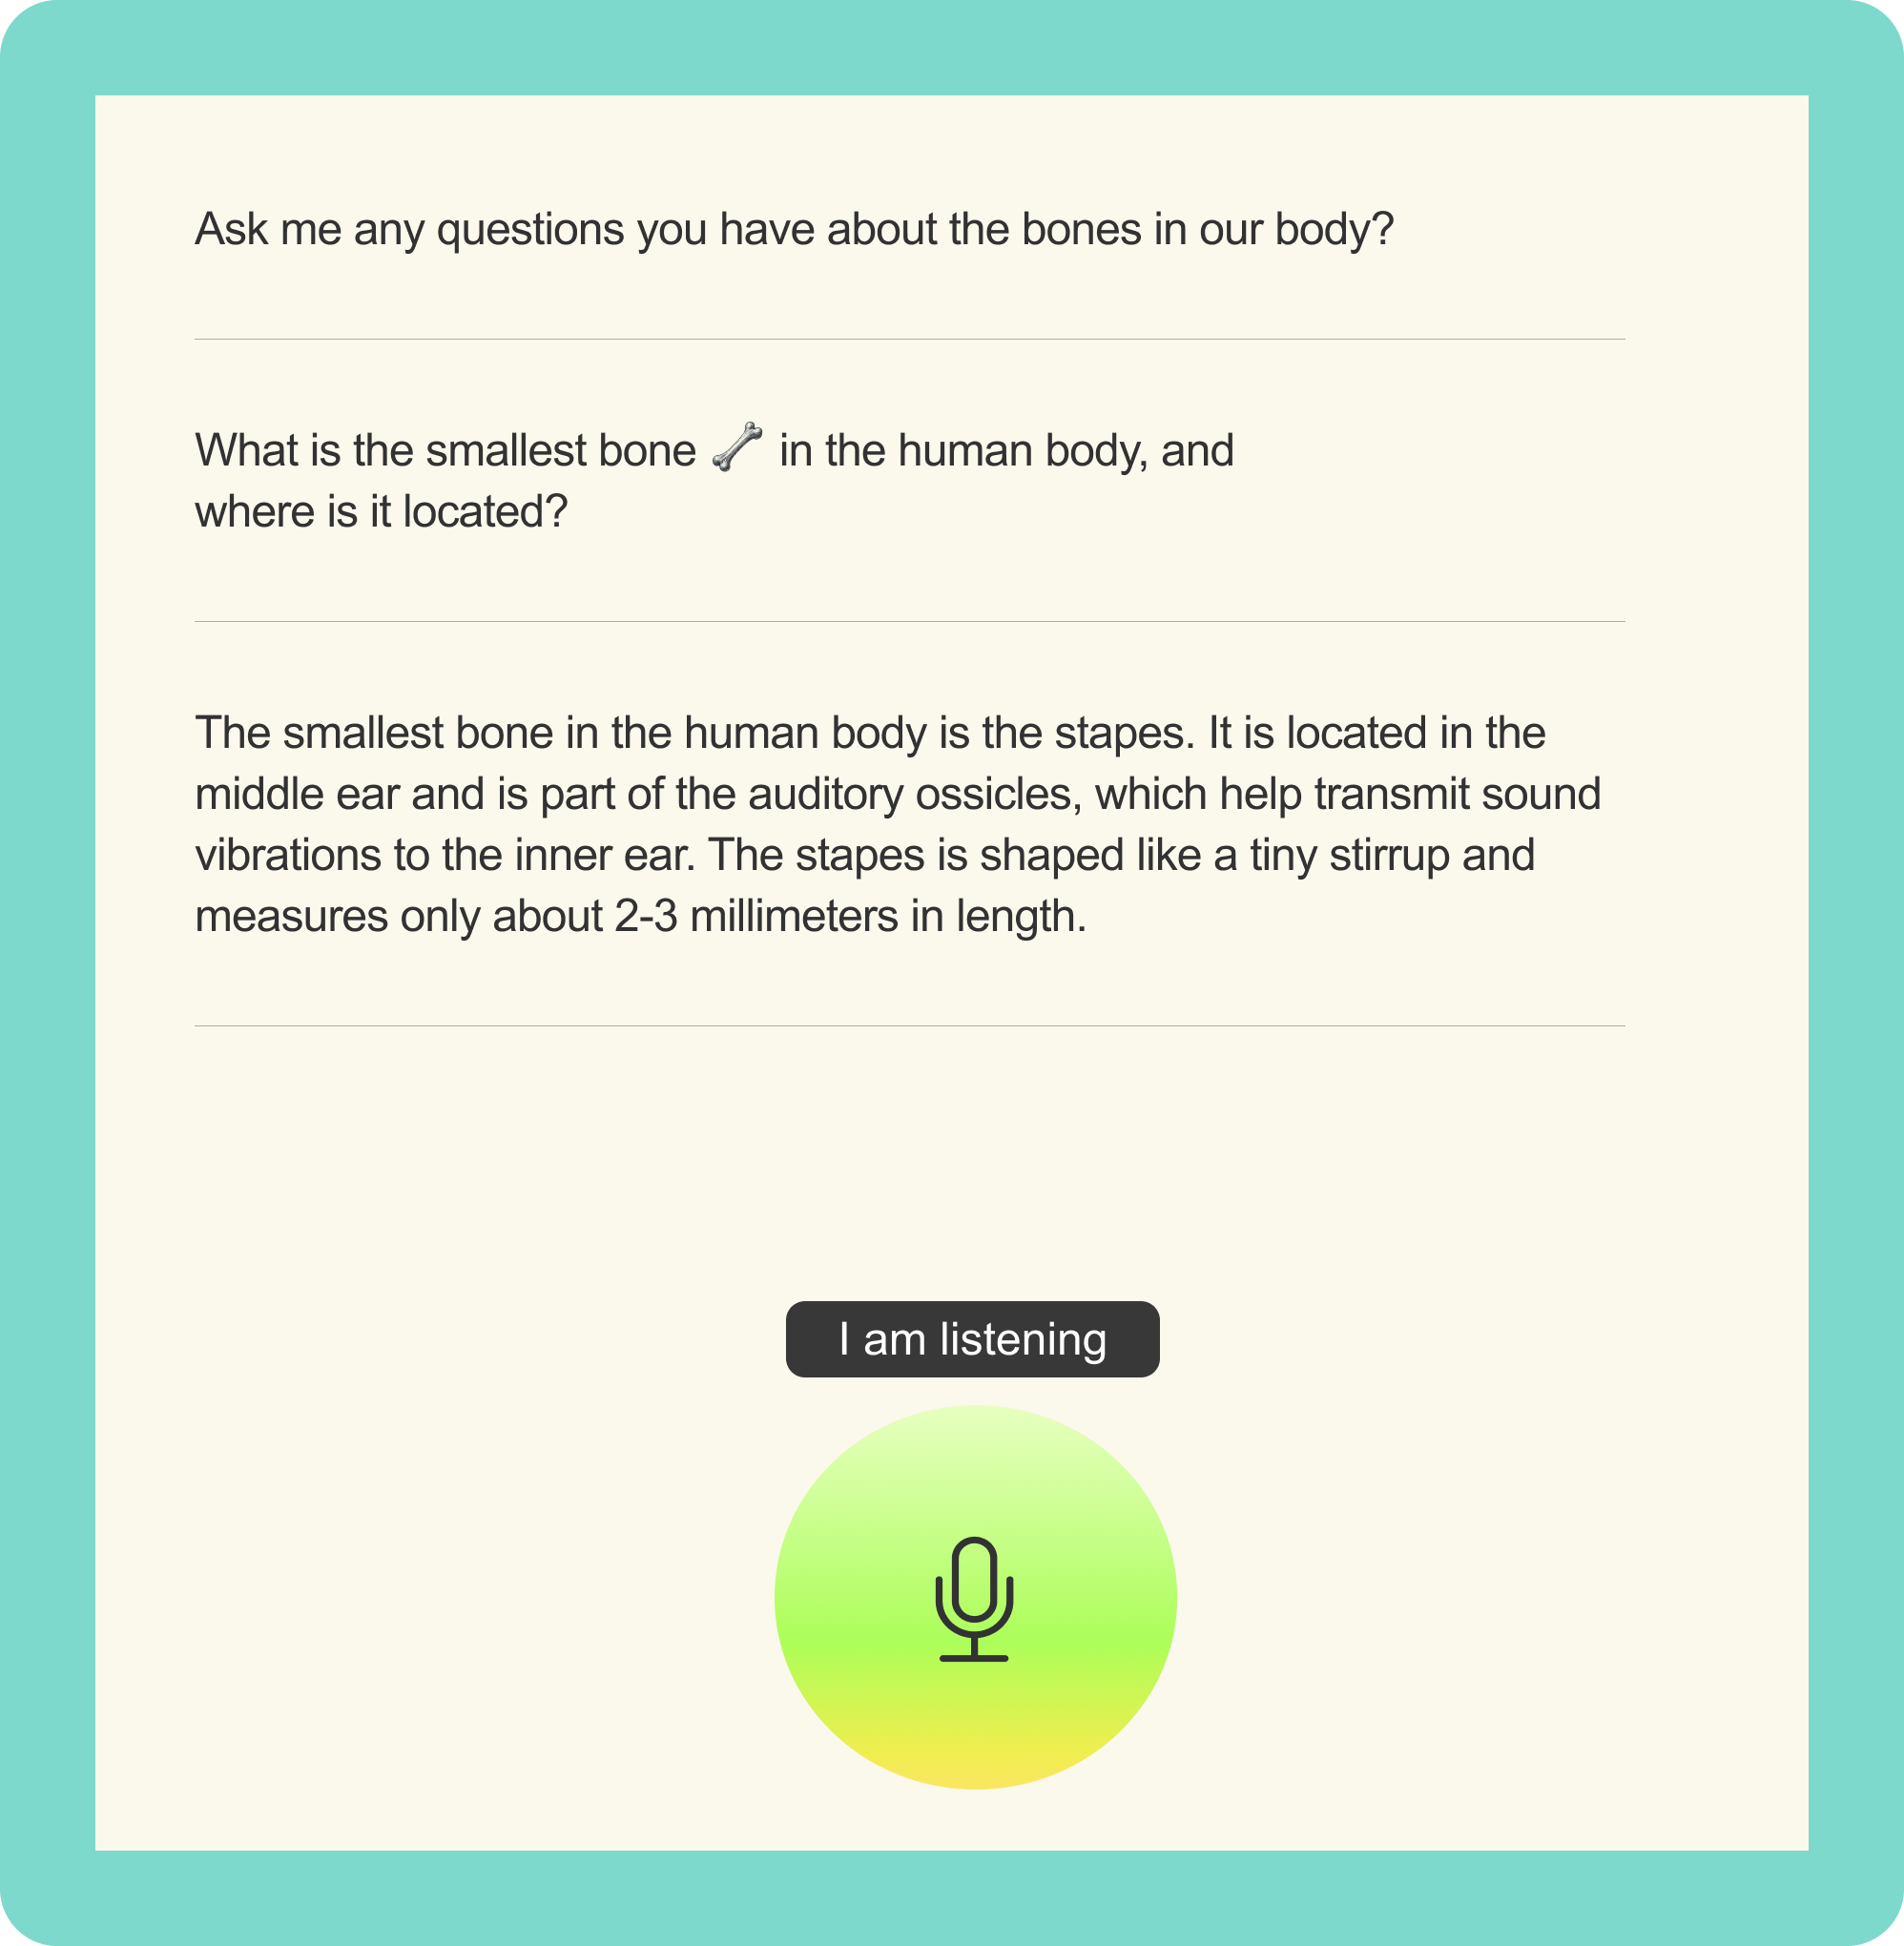 Ask me any questions you have about the bones in our body?
What is the smallest bone 🦴 in the human body, and
where is it located?
The smallest bone in the human body is the stapes. It is located in the
middle ear and is part of the auditory ossicles, which help transmit sound
vibrations to the inner ear. The stapes is shaped like a tiny stirrup and
measures only about 2-3 millimeters in length.
I am listening